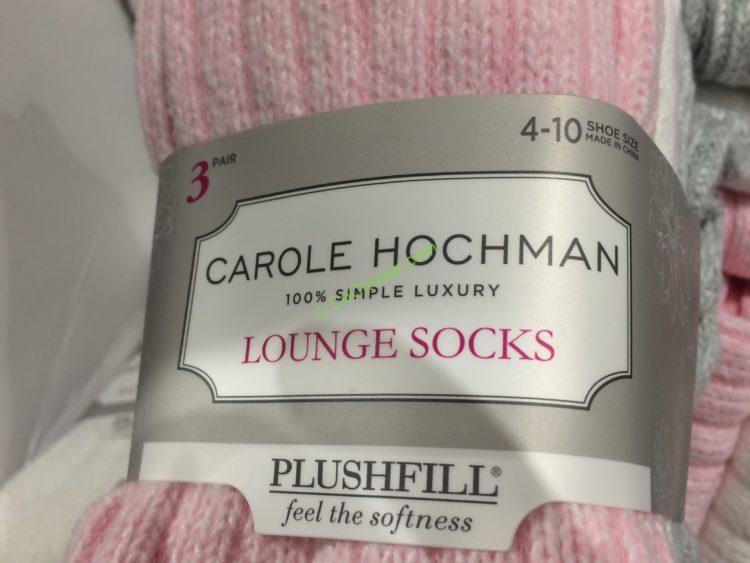 3 PAIR
4-10 SHOE SIZE
MADE IN CHINA
CAROLE HOCHMAN
100% SIMPLE LUXURY
LOUNGE SOCKS
PLUSHFILL®
feel the softness